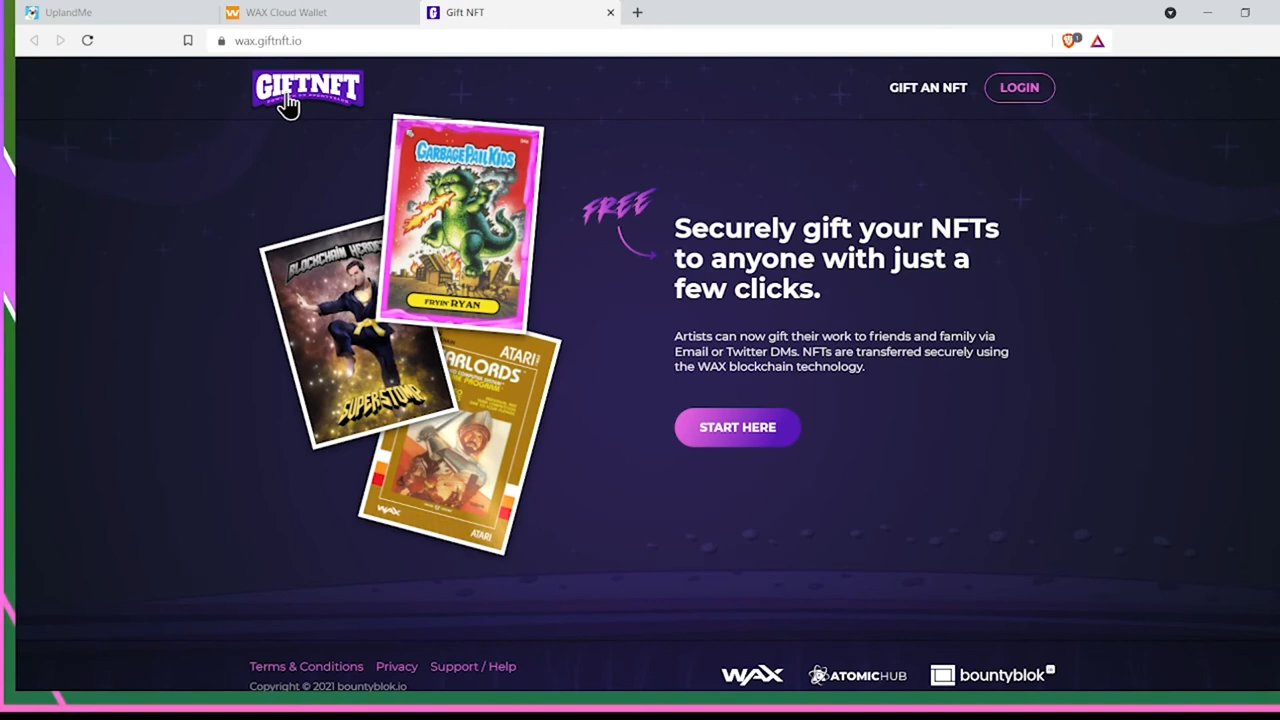 UplandMe
WAX Cloud Wallet
Gift NFT
wax.giftnft.io
GIFTNFT
GIFT AN NFT
LOGIN
GARBAGE PAIL KIDS
FRYIN' RYAN
BLOCKCHAIN HEROES
SUPERSTOMP
ATARI
ARLORDS
WAX
ATARI
FREE
Securely gift your NFTs
to anyone with just a
few clicks.
Artists can now gift their work to friends and family via
Email or Twitter DMs. NFTs are transferred securely using
the WAX blockchain technology.
START HERE
Terms & Conditions Privacy Support / Help
Copyright © 2021 bountyblok.io
WAX ATOMICHUB bountyblok